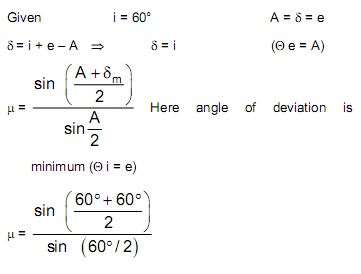 Given i = 60° A = δ = e
δ = i + e – A ⇒ δ = i (Θ e = A)
μ = sin ((A + δm)/2) / sin A/2 Here angle of deviation is
minimum (Θ i = e)
μ = sin ((60° + 60°)/2) / sin (60°/2)